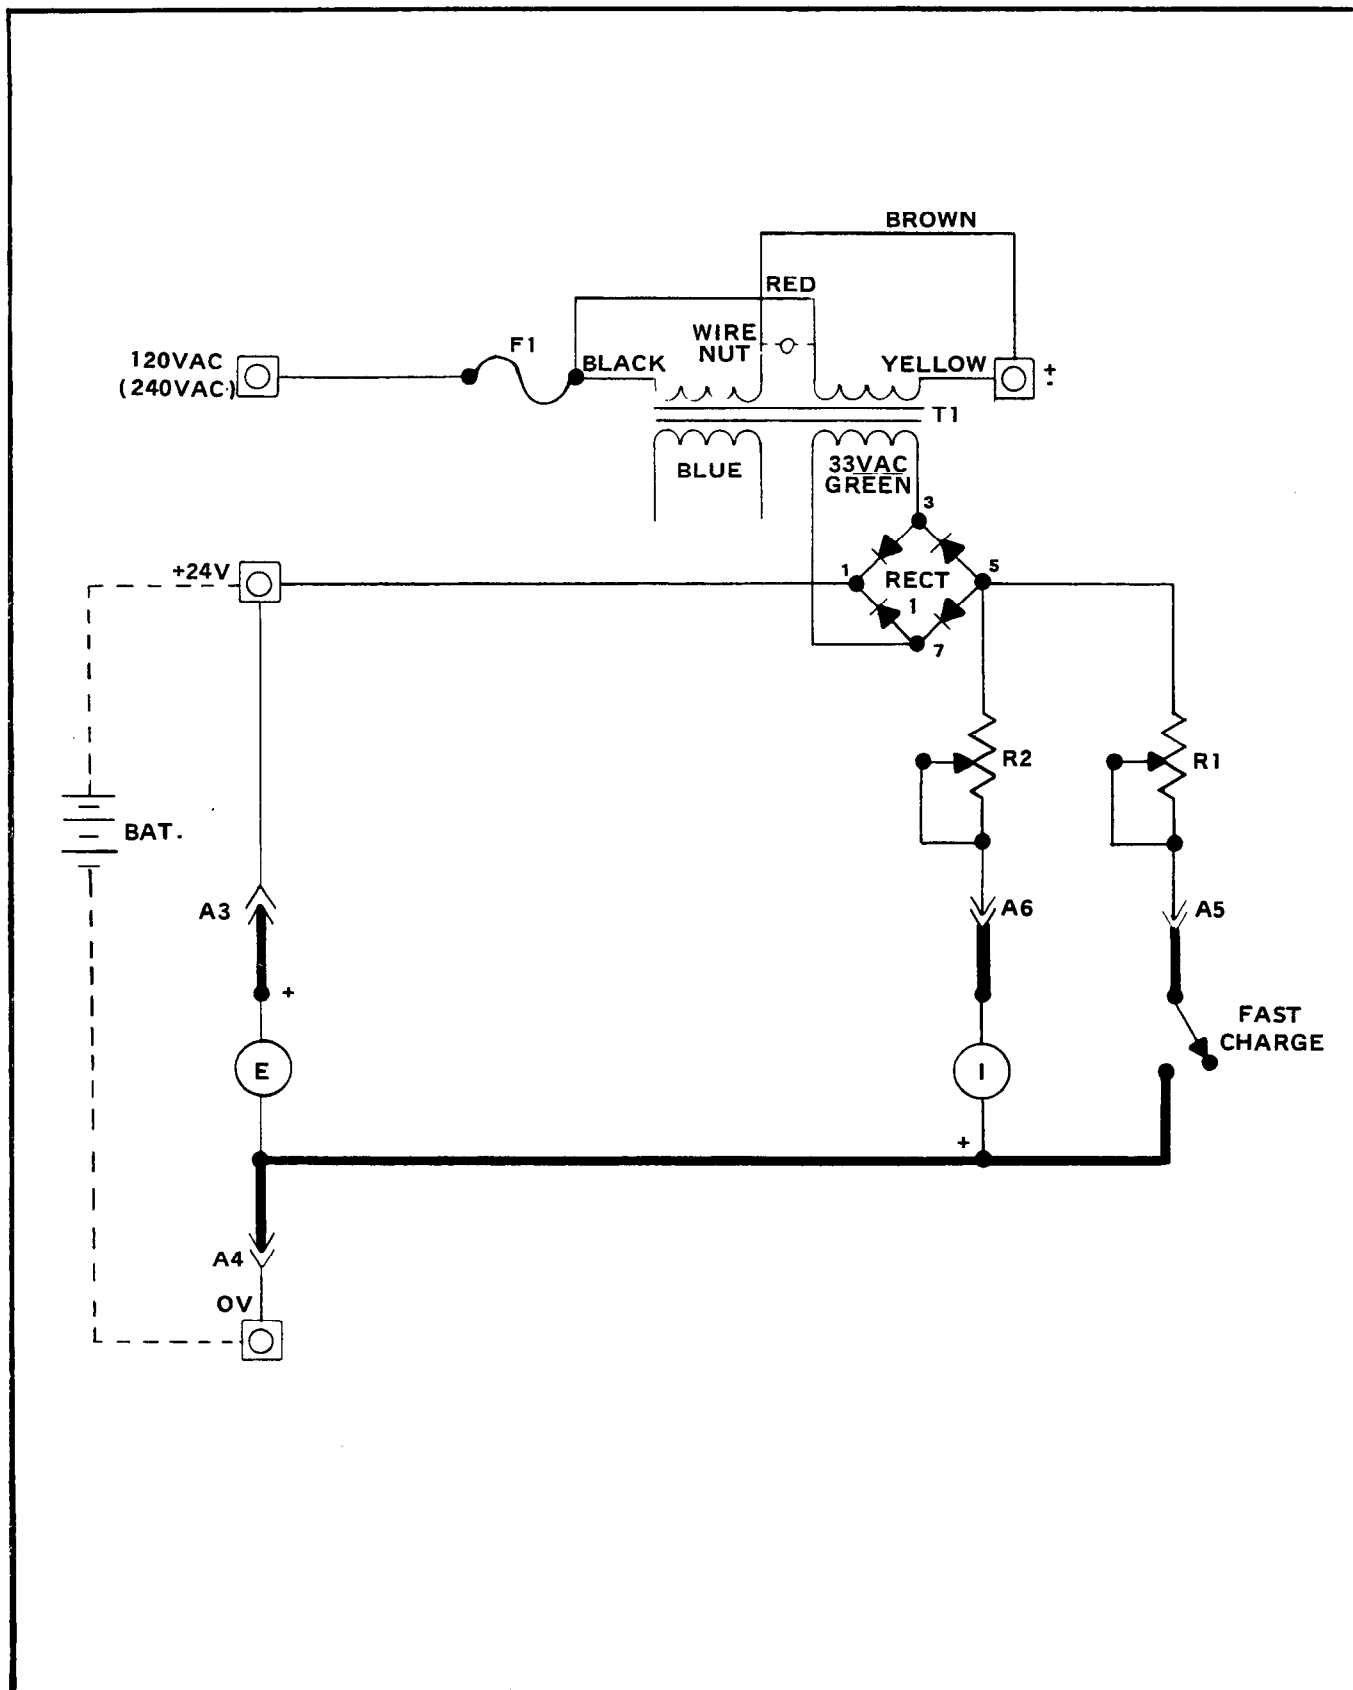 BROWN
RED
WIRE
NUT
F1
120VAC
(240VAC)
BLACK
YELLOW
+
-
T1
BLUE
33VAC
GREEN
3
+24V
1
RECT
1
5
7
R2
R1
BAT.
A3
A6
A5
+
FAST
CHARGE
E
I
+
A4
0V